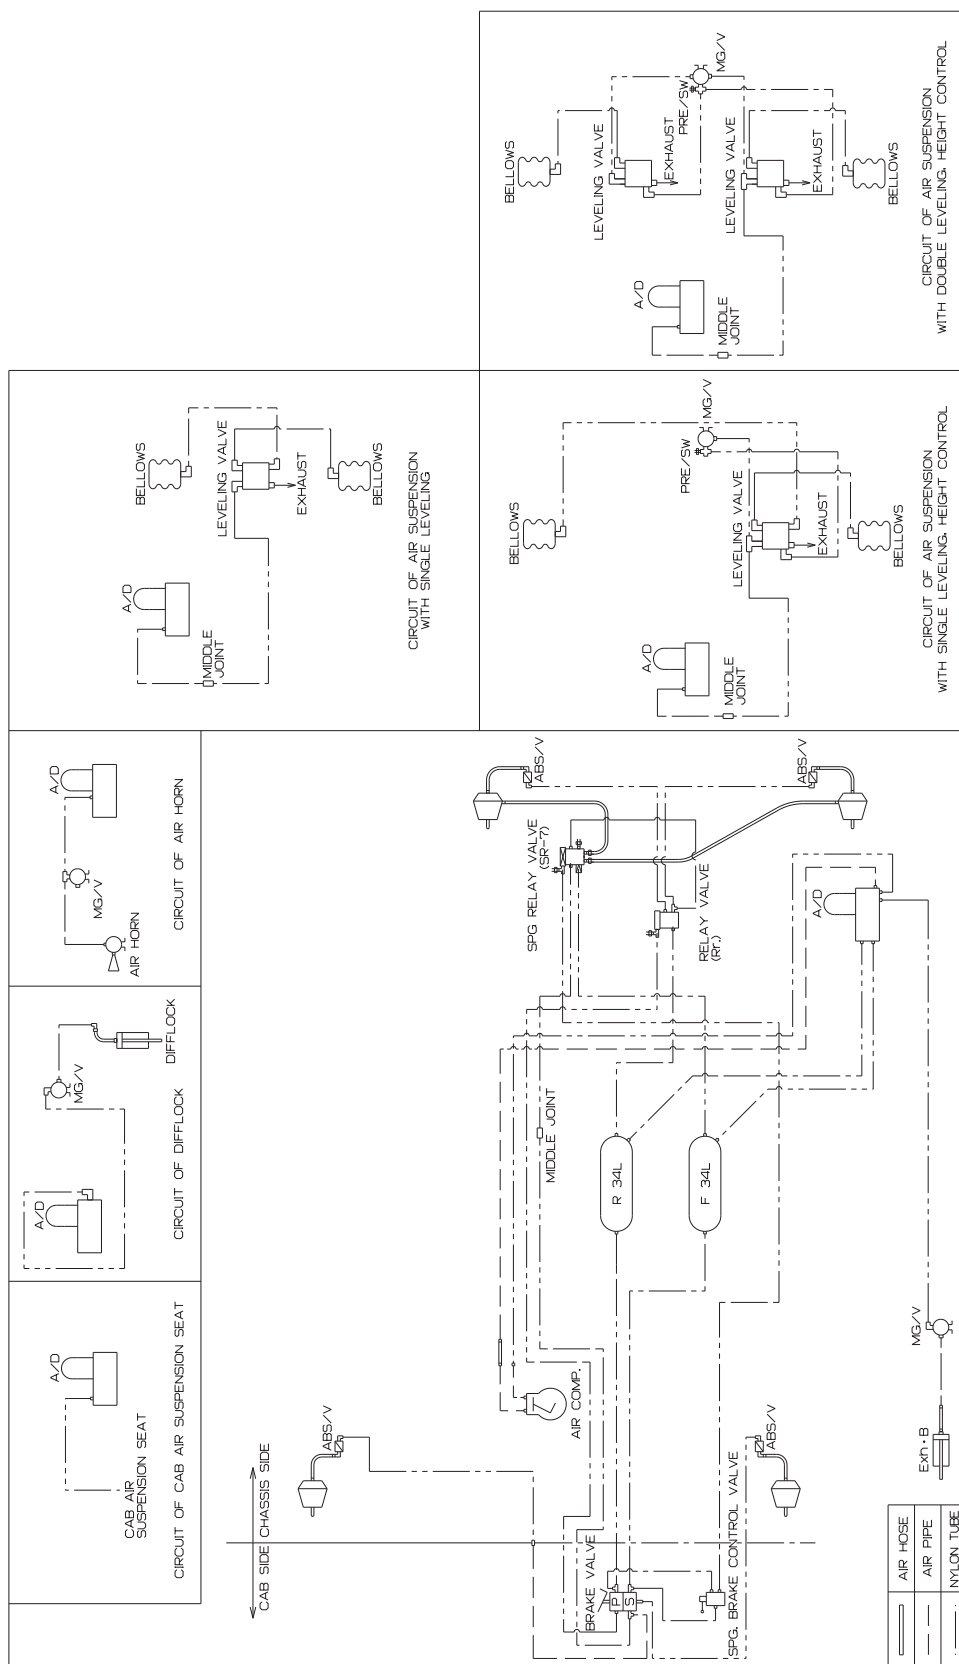 CAB AIR
SUSPENSION SEAT
A/D
CIRCUIT OF CAB AIR SUSPENSION SEAT
A/D
MG/V
DIFFLOCK
CIRCUIT OF DIFFLOCK
AIR HORN
MG/V
A/D
CIRCUIT OF AIR HORN
A/D
MIDDLE
JOINT
BELLOWS
LEVELING VALVE
EXHAUST
BELLOWS
CIRCUIT OF AIR SUSPENSION
WITH SINGLE LEVELING
A/D
MIDDLE
JOINT
BELLOWS
LEVELING VALVE
EXHAUST
PRE/SW
MG/V
BELLOWS
CIRCUIT OF AIR SUSPENSION
WITH SINGLE LEVELING, HEIGHT CONTROL
A/D
MIDDLE
JOINT
BELLOWS
LEVELING VALVE
EXHAUST
PRE/SW
MG/V
LEVELING VALVE
EXHAUST
BELLOWS
CIRCUIT OF AIR SUSPENSION
WITH DOUBLE LEVELING, HEIGHT CONTROL
CAB SIDE CHASSIS SIDE
ABS/V
AIR COMP.
MIDDLE JOINT
SPG RELAY VALVE
(SR-7)
ABS/V
BRAKE VALVE
P
S
R 34L
F 34L
RELAY VALVE
(Rr.)
SPG. BRAKE CONTROL VALVE
ABS/V
ABS/V
A/D
Exh·B
MG/V
AIR HOSE
AIR PIPE
NYLON TUBE